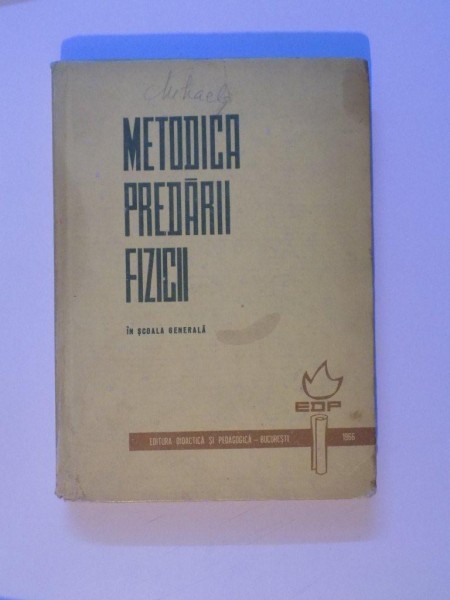 Mihaela
METODICA
PREDĂRII
FIZICII
ÎN ȘCOALA GENERALĂ
EDP
EDITURA DIDACTICĂ ȘI PEDAGOGICĂ – BUCUREȘTI 1966